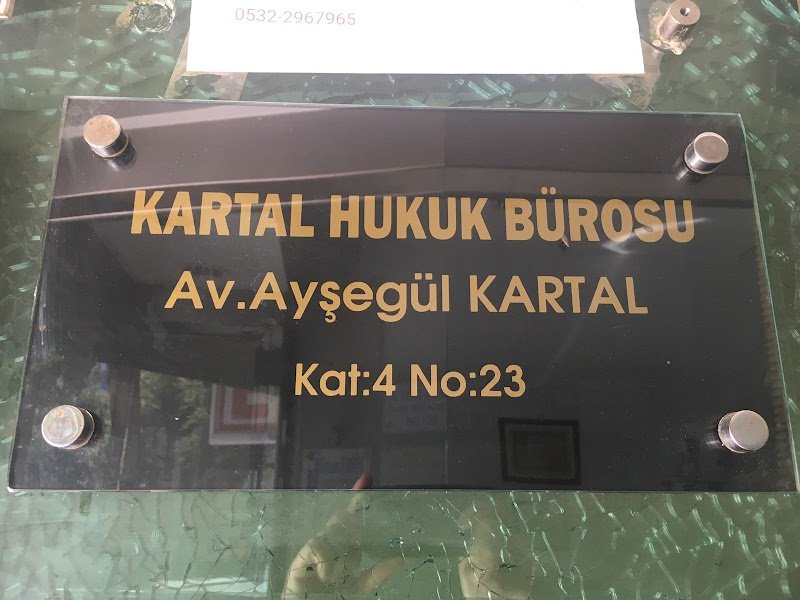 0532-2967965
KARTAL HUKUK BÜROSU
Av.Ayşegül KARTAL
Kat:4 No:23